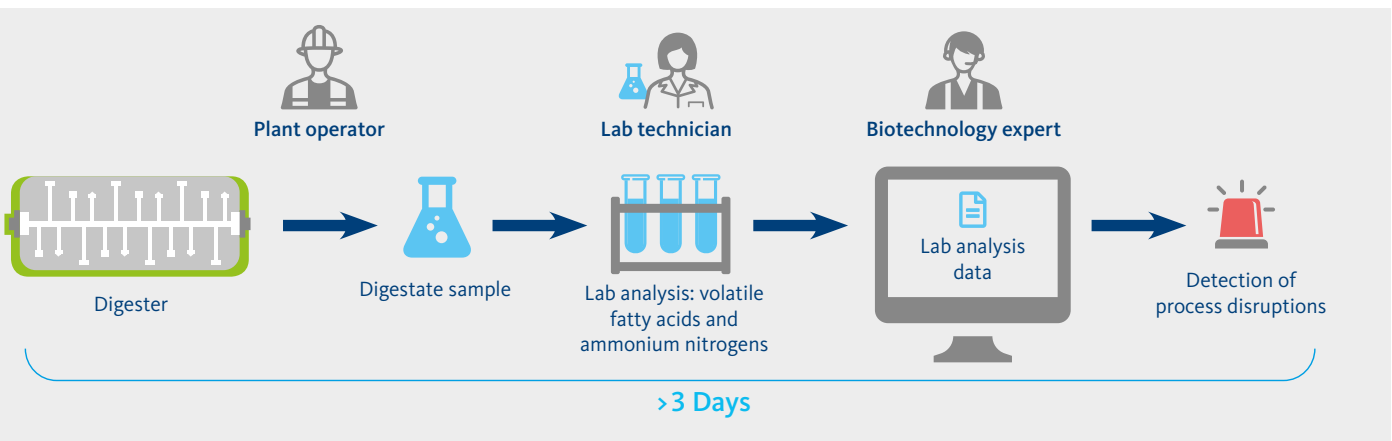 Plant operator
Lab technician
Biotechnology expert
Digester
Digestate sample
Lab analysis: volatile
fatty acids and
ammonium nitrogens
Lab analysis
data
Detection of
process disruptions
>3 Days